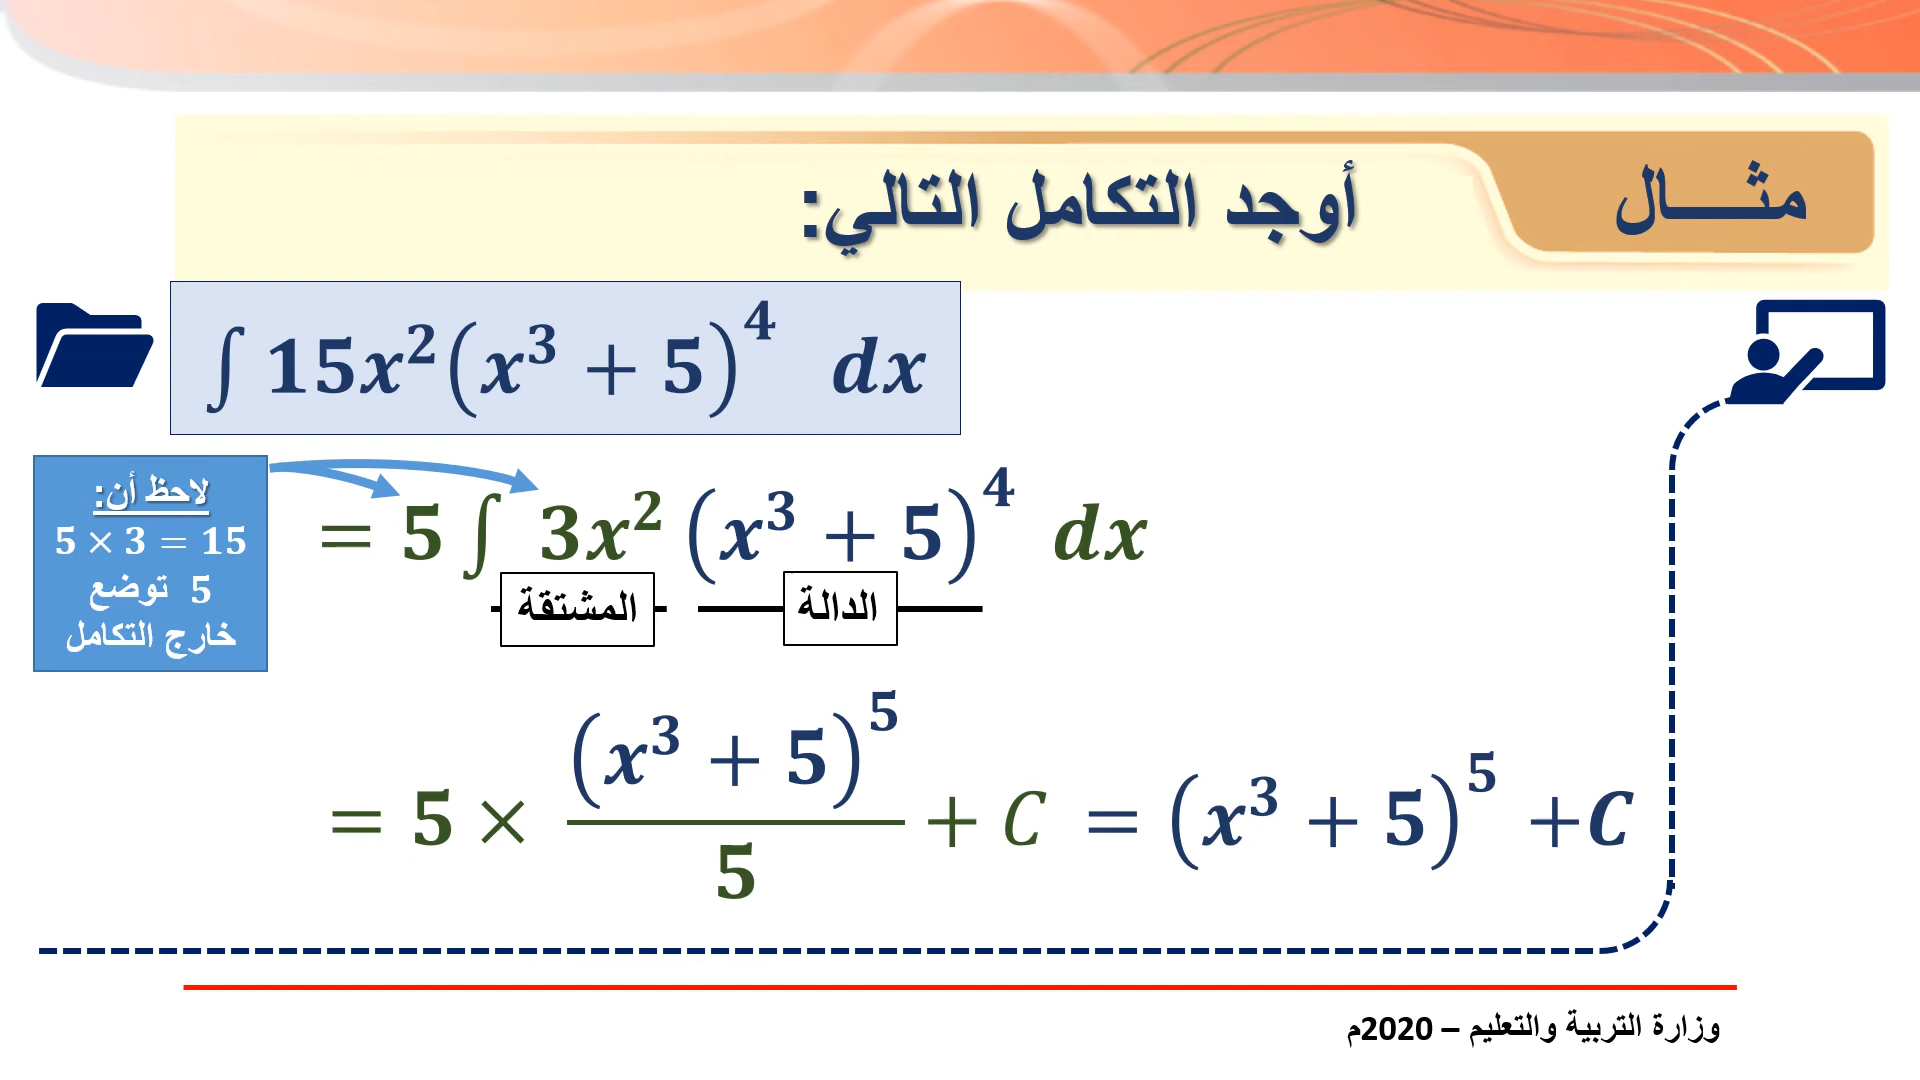 مثــــــال
أوجد التكامل التالي:
∫ 15x²(x³ + 5)⁴ dx
لاحظ أن:
5 × 3 = 15
5 توضع
خارج التكامل
= 5 ∫ 3x² (x³ + 5)⁴ dx
المشتقة
الدالة
= 5 × (x³ + 5)⁵ / 5 + C = (x³ + 5)⁵ +C
وزارة التربية والتعليم – 2020م